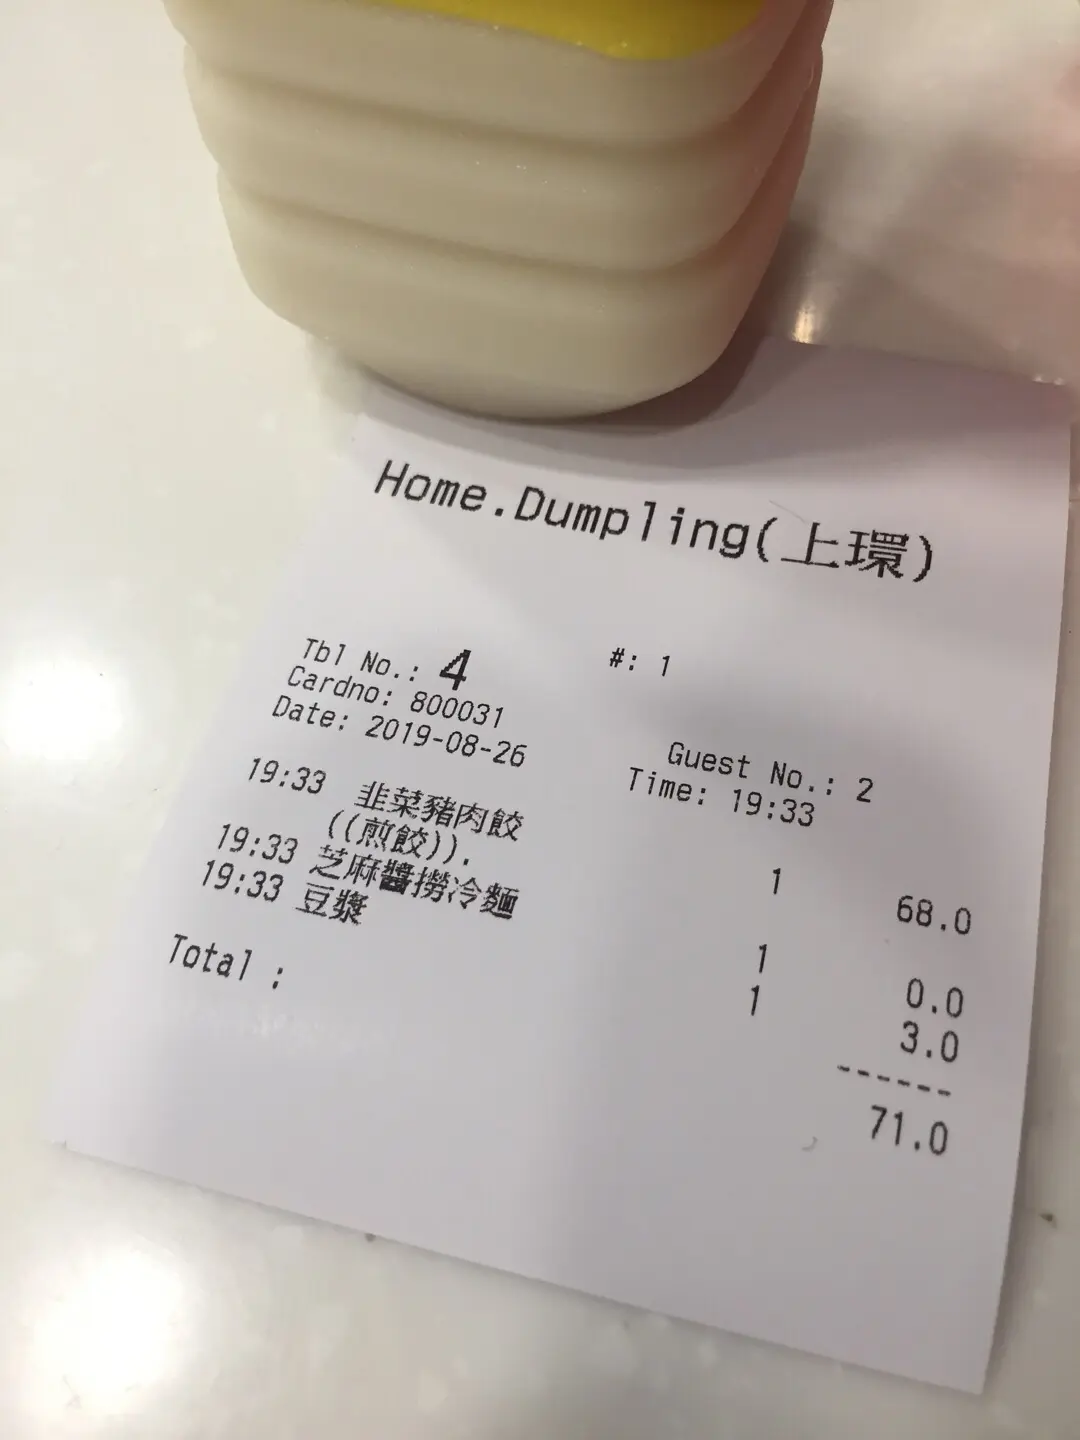 Home.Dumpling(上環)
Tbl No.: 4 #: 1
Cardno: 800031
Date: 2019-08-26 Guest No.: 2
Time: 19:33
19:33 韭菜豬肉餃 1 68.0
((煎餃)).
19:33 芝麻醬撈冷麵 1 0.0
19:33 豆漿 1 3.0
------
Total : 71.0